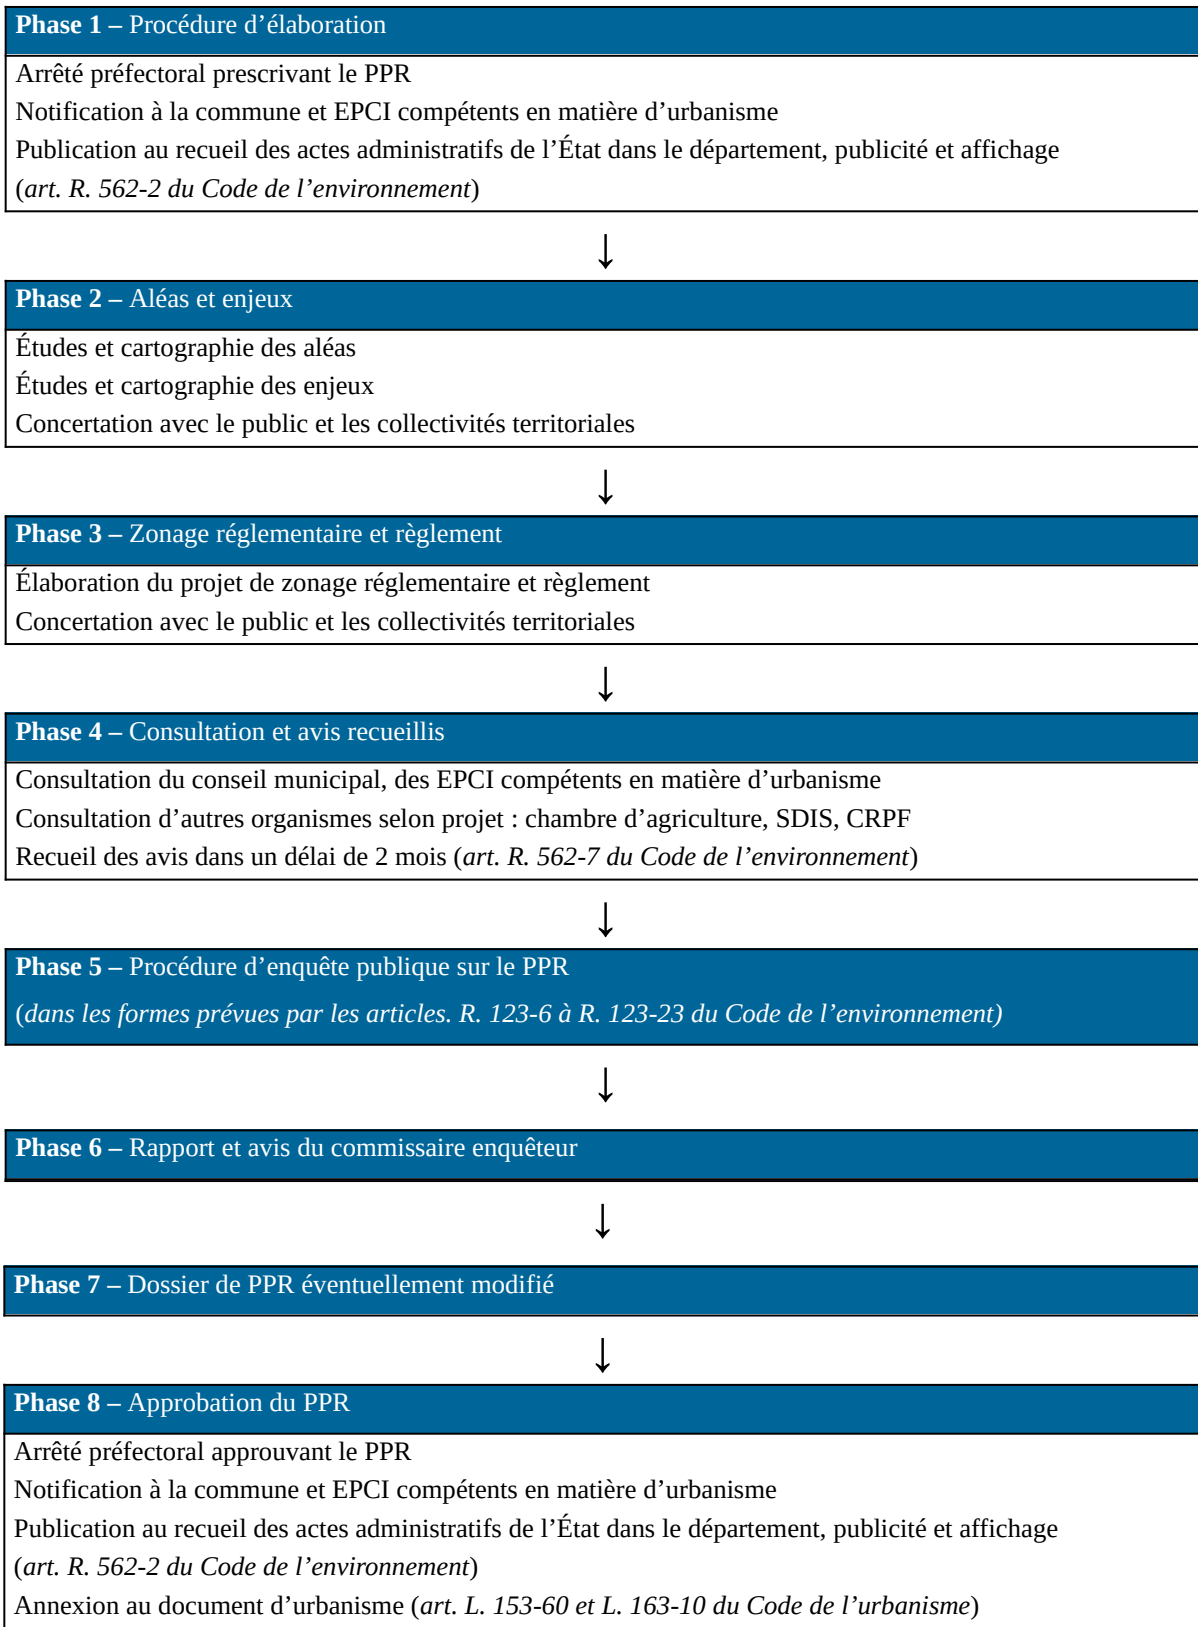 Phase 1 – Procédure d’élaboration
Arrêté préfectoral prescrivant le PPR
Notification à la commune et EPCI compétents en matière d’urbanisme
Publication au recueil des actes administratifs de l’État dans le département, publicité et affichage
(art. R. 562-2 du Code de l’environnement)
↓
Phase 2 – Aléas et enjeux
Études et cartographie des aléas
Études et cartographie des enjeux
Concertation avec le public et les collectivités territoriales
↓
Phase 3 – Zonage réglementaire et règlement
Élaboration du projet de zonage réglementaire et règlement
Concertation avec le public et les collectivités territoriales
↓
Phase 4 – Consultation et avis recueillis
Consultation du conseil municipal, des EPCI compétents en matière d’urbanisme
Consultation d’autres organismes selon projet : chambre d’agriculture, SDIS, CRPF
Recueil des avis dans un délai de 2 mois (art. R. 562-7 du Code de l’environnement)
↓
Phase 5 – Procédure d’enquête publique sur le PPR
(dans les formes prévues par les articles. R. 123-6 à R. 123-23 du Code de l’environnement)
↓
Phase 6 – Rapport et avis du commissaire enquêteur
↓
Phase 7 – Dossier de PPR éventuellement modifié
↓
Phase 8 – Approbation du PPR
Arrêté préfectoral approuvant le PPR
Notification à la commune et EPCI compétents en matière d’urbanisme
Publication au recueil des actes administratifs de l’État dans le département, publicité et affichage
(art. R. 562-2 du Code de l’environnement)
Annexion au document d’urbanisme (art. L. 153-60 et L. 163-10 du Code de l’urbanisme)